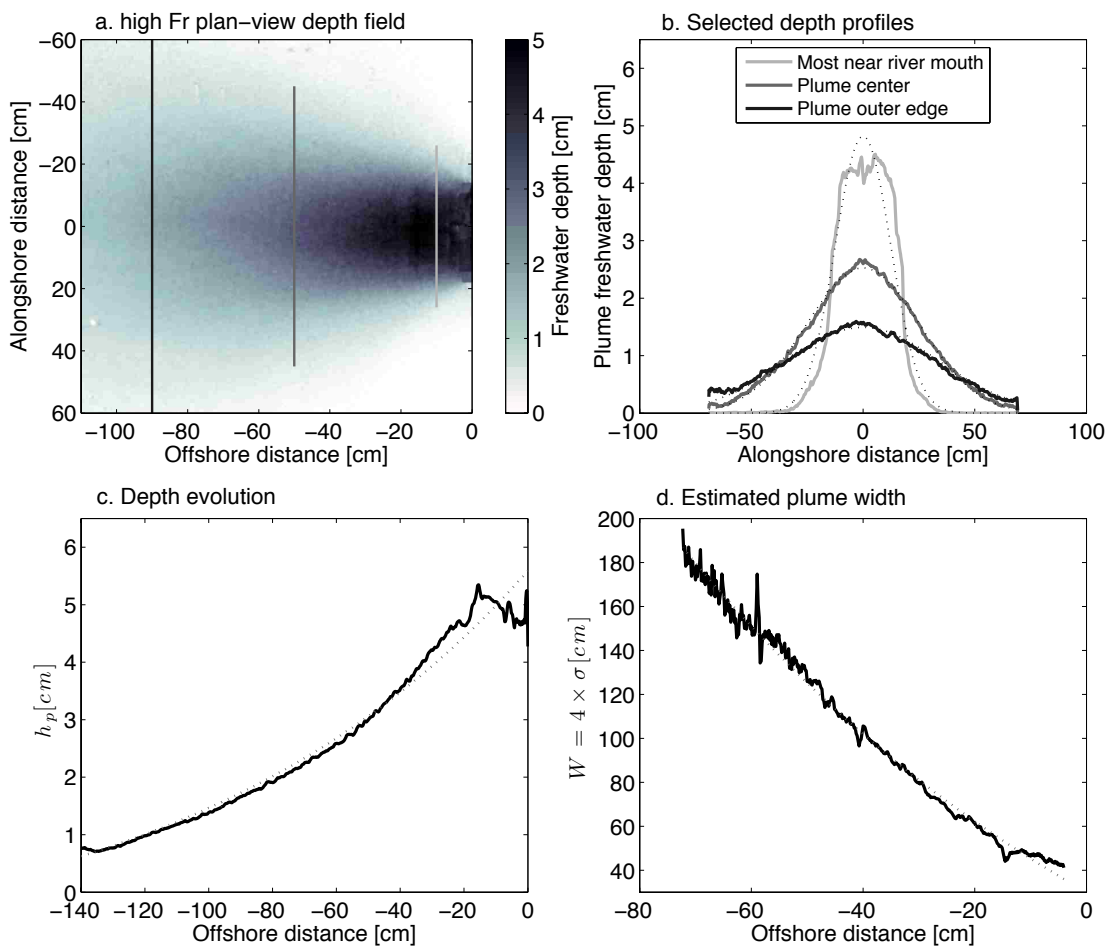 a. high Fr plan−view depth field
Alongshore distance [cm]
−60
−40
−20
0
20
40
60
−100 −80 −60 −40 −20 0
Offshore distance [cm]
5
4
3
2
1
0
Freshwater depth [cm]
b. Selected depth profiles
Most near river mouth
Plume center
Plume outer edge
Plume freshwater depth [cm]
6
5
4
3
2
1
0
−100 −50 0 50 100
Alongshore distance [cm]
c. Depth evolution
h_p[cm]
6
5
4
3
2
1
0
−140 −120 −100 −80 −60 −40 −20 0
Offshore distance [cm]
d. Estimated plume width
W = 4 × σ[cm]
200
180
160
140
120
100
80
60
40
−80 −60 −40 −20 0
Offshore distance [cm]